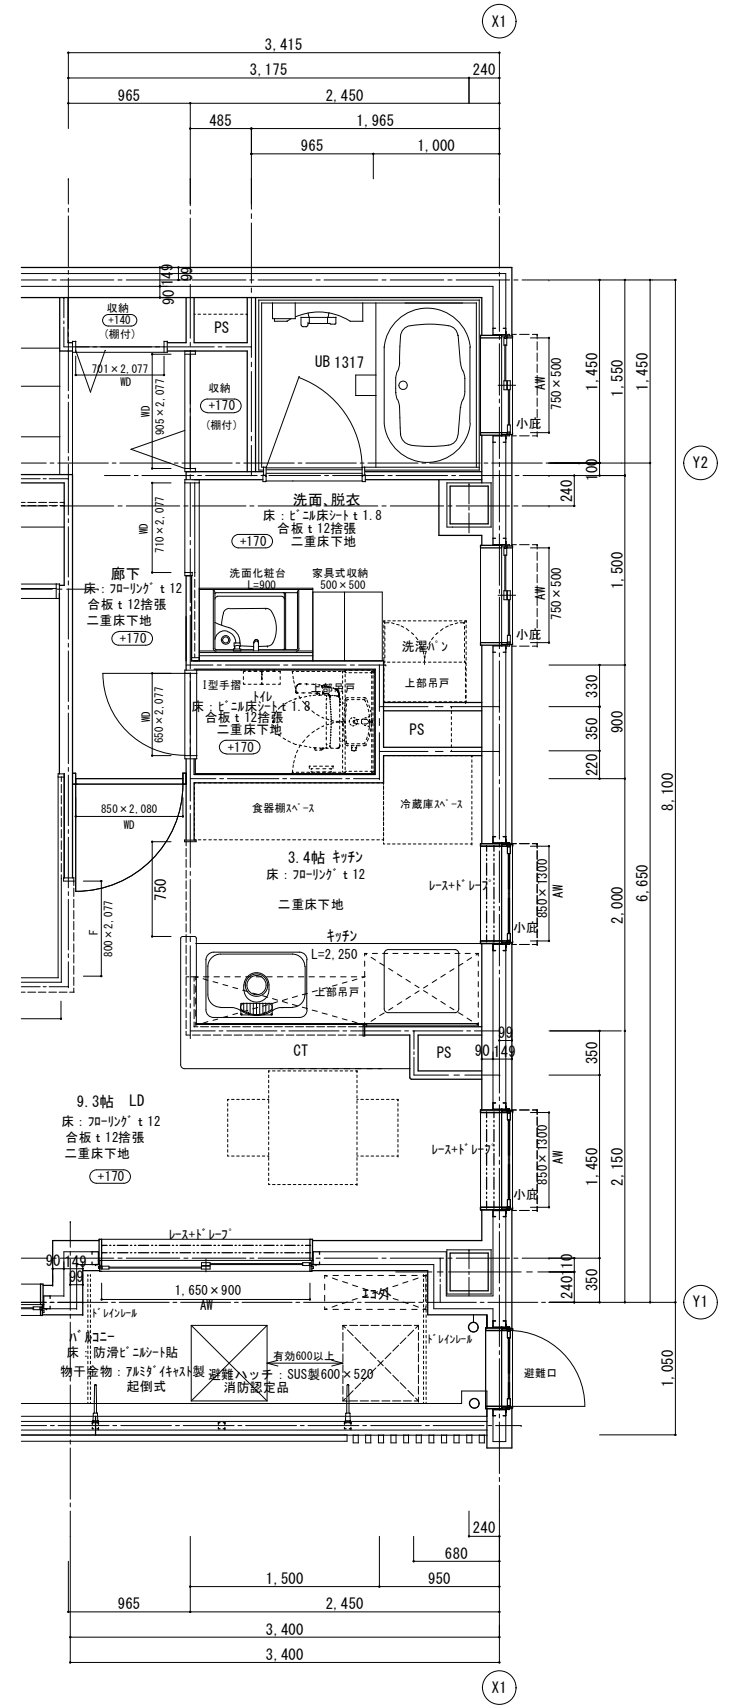 X1
3,415
3,175
240
965
2,450
485
1,965
965
1,000
149
99
90
収納
+140
(棚付)
PS
701×2,077
WD
収納
+170
(棚付)
WD
905×2,077
UB 1317
AW
750×500
小庇
1,450
1,550
1,450
100
Y2
240
洗面、脱衣
床：ビニル床シートｔ1.8
合板ｔ12捨張
二重床下地
+170
WD
710×2,077
廊下
床：フローリングｔ12
合板ｔ12捨張
二重床下地
+170
洗面化粧台
L=900
家具式収納
500×500
AW
750×500
小庇
1,500
洗濯パン
上部吊戸
I型手摺
トイレ
上部吊戸
床：ビニル床シートｔ1.8
合板ｔ12捨張
二重床下地
+170
WD
650×2,077
PS
330
350
220
900
8,100
850×2,080
WD
食器棚スペース
冷蔵庫スペース
3.4帖 キッチン
床：フローリングｔ12
二重床下地
レース+ドレープ
850×1300
AW
小庇
750
F
800×2,077
2,000
6,650
キッチン
L=2,250
上部吊戸
CT
PS
99
90
149
350
9.3帖 LD
床：フローリングｔ12
合板ｔ12捨張
二重床下地
+170
レース+ドレープ
850×1300
AW
小庇
1,450
2,150
レース+ドレープ
90
149
99
1,650×900
AW
エコ外
110
240
350
Y1
ドレインレール
ドレインレール
バルコニー
床：防滑ビニルシート貼
物干金物：アルミダイキャスト製
起倒式
有効600以上
避難ハッチ：SUS製600×520
消防認定品
避難口
1,050
240
680
1,500
950
965
2,450
3,400
3,400
X1